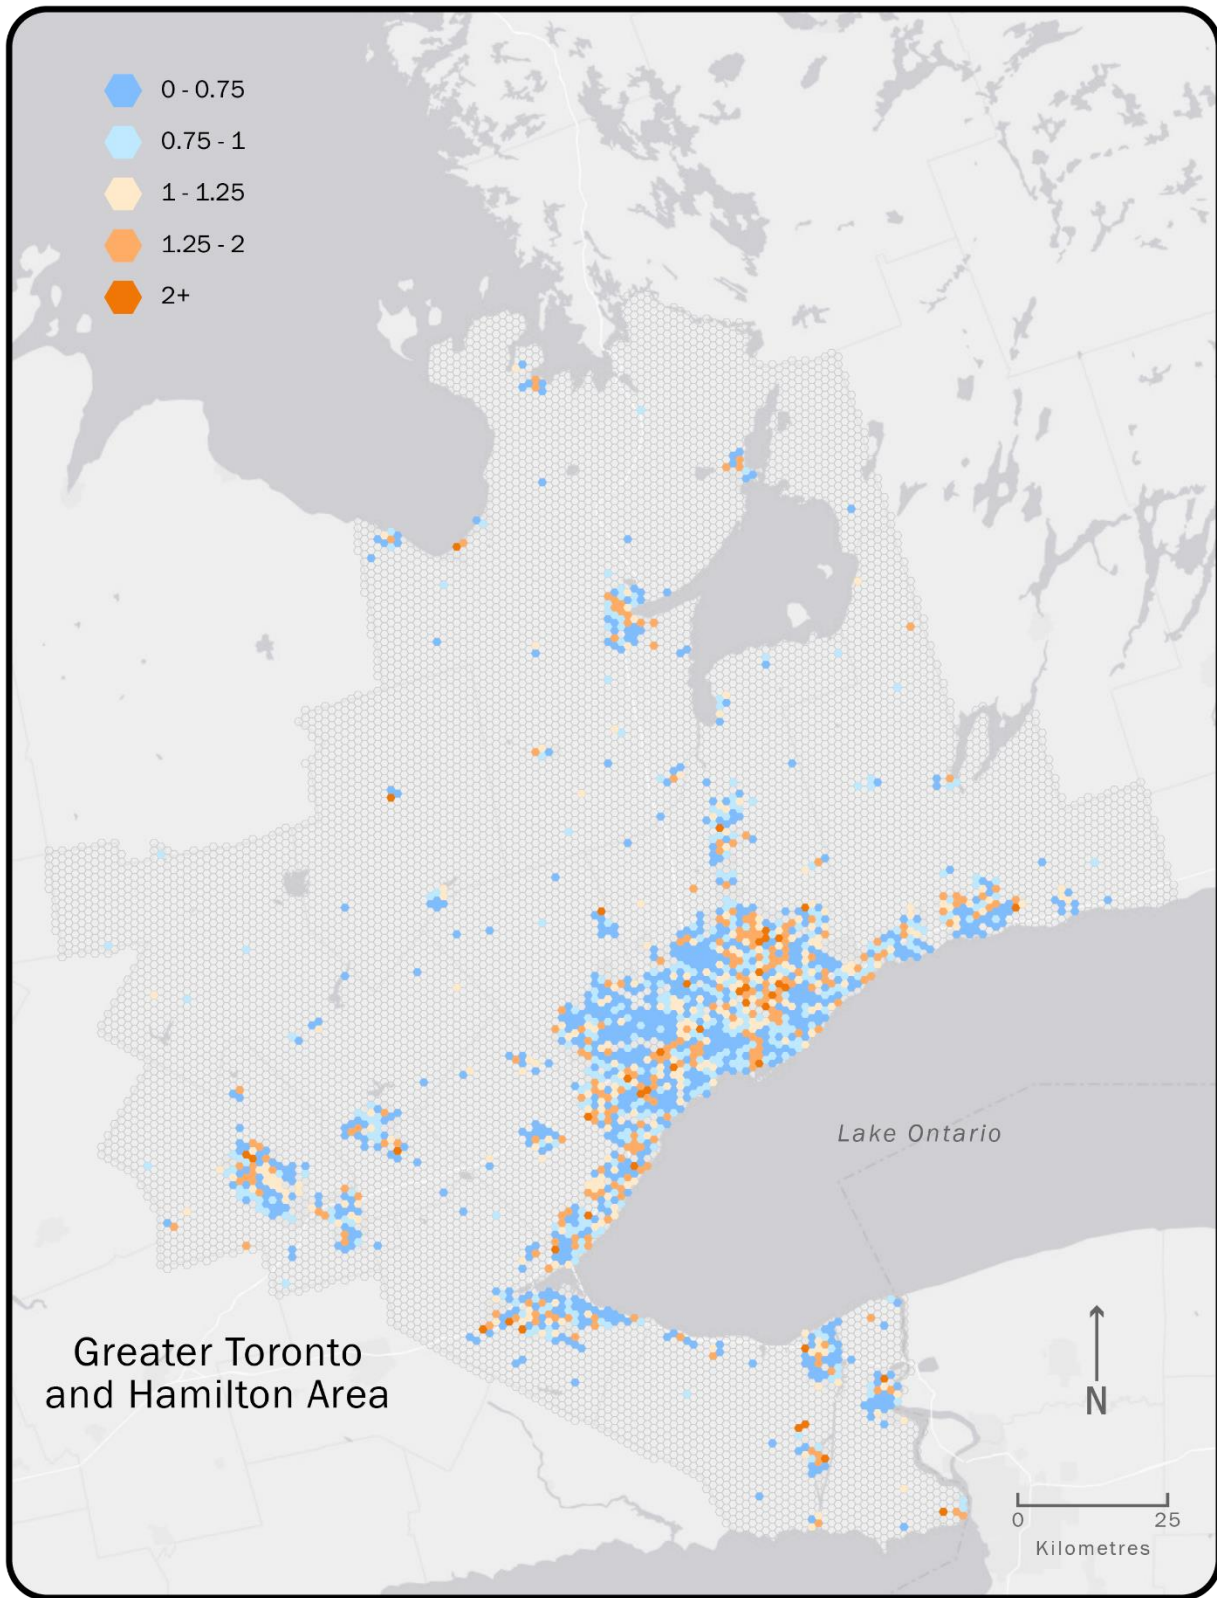 0 - 0.75
0.75 - 1
1 - 1.25
1.25 - 2
2+
Lake Ontario
Greater Toronto
and Hamilton Area
N
0 25
Kilometres